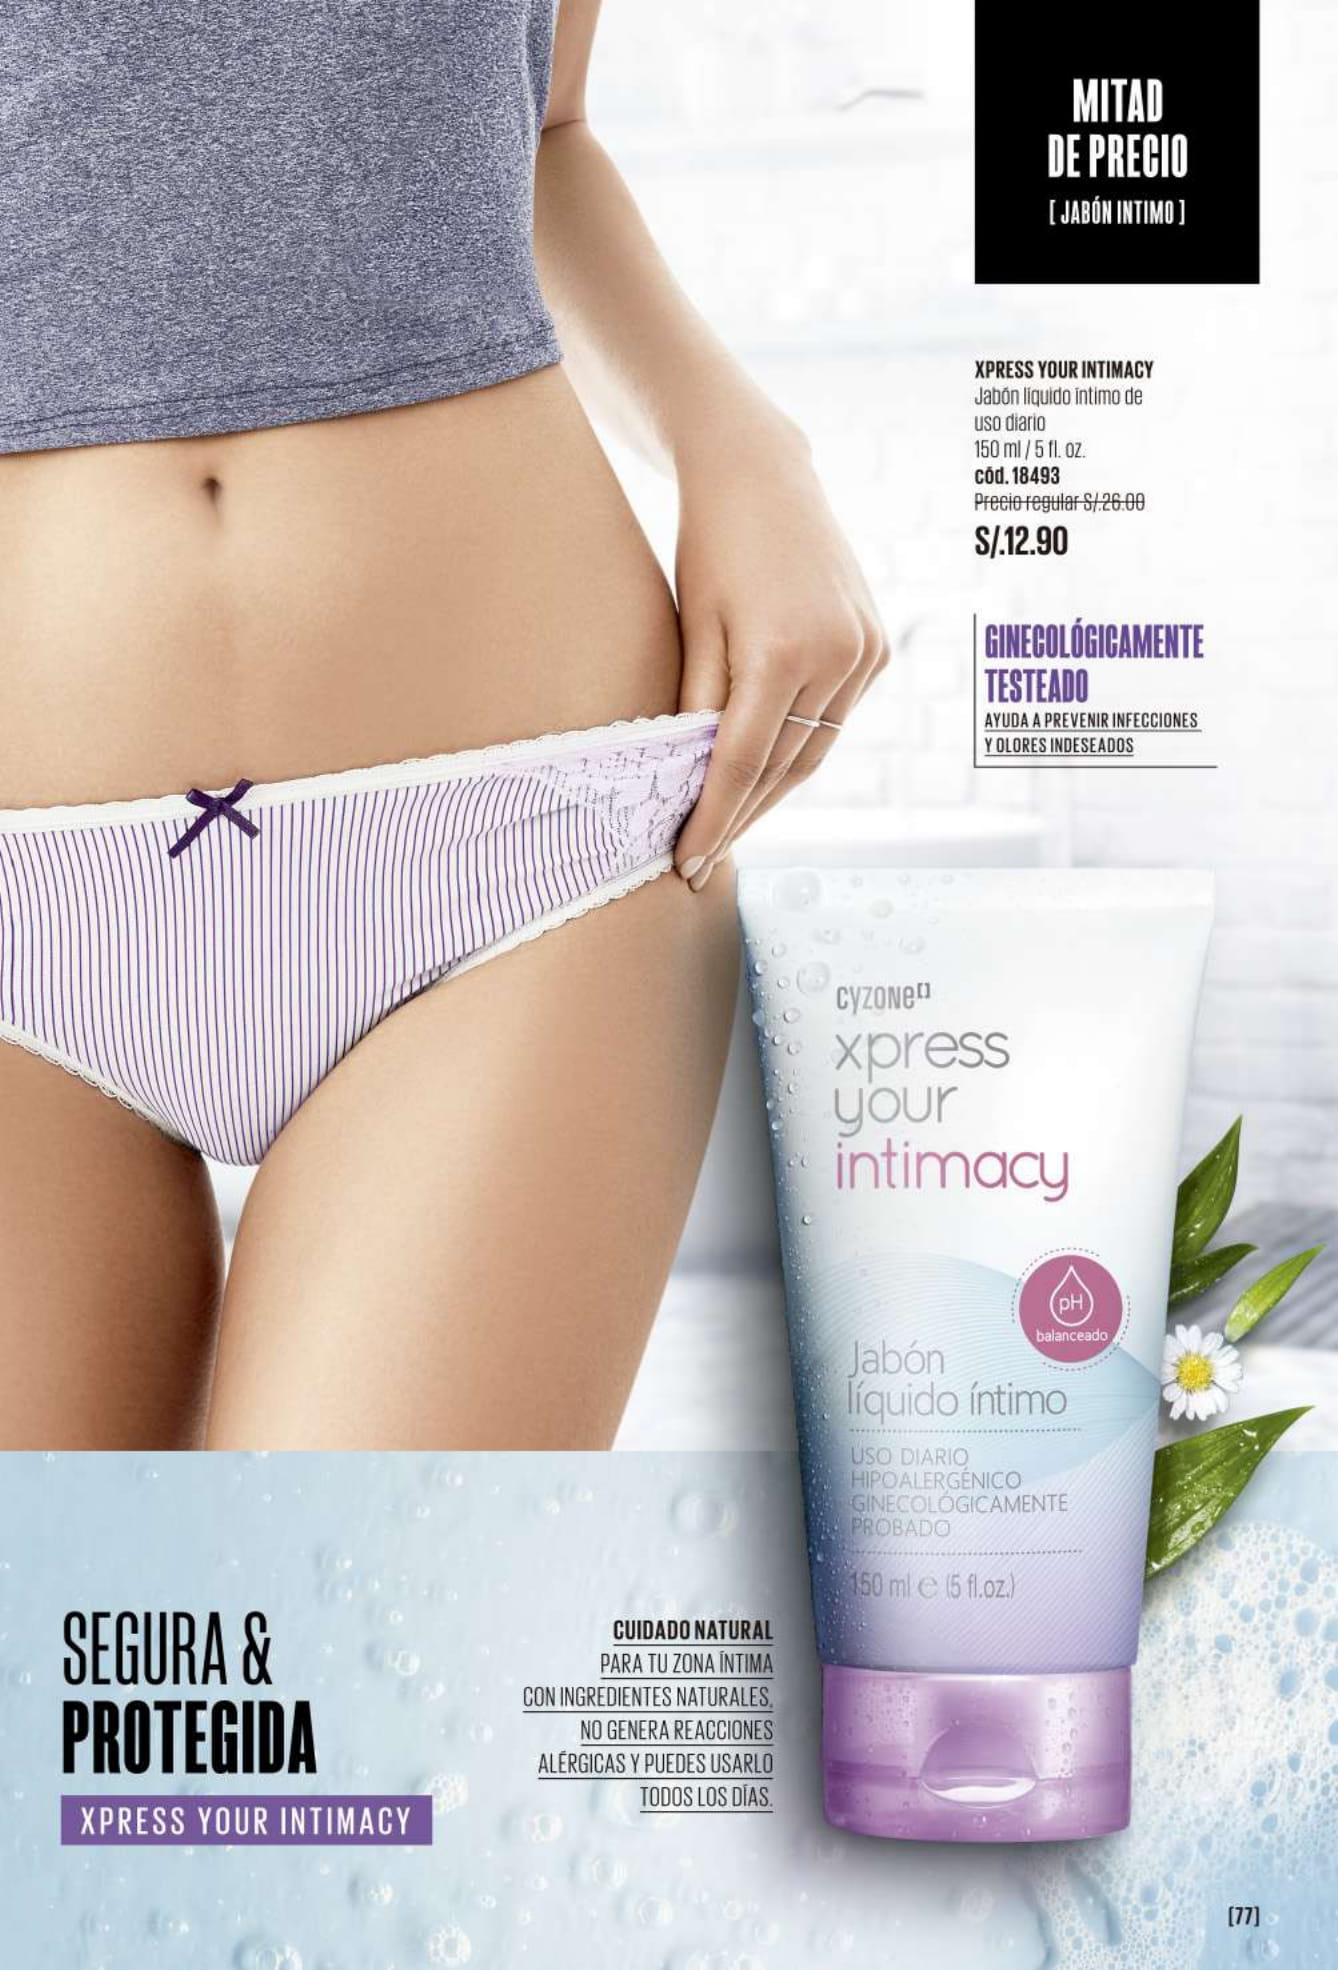 MITAD
DE PRECIO
[ JABÓN INTIMO ]
XPRESS YOUR INTIMACY
Jabón líquido íntimo de
uso diario
150 ml / 5 fl. oz.
cód. 18493
Precio regular S/.26.00
S/.12.90
GINECOLÓGICAMENTE
TESTEADO
AYUDA A PREVENIR INFECCIONES
Y OLORES INDESEADOS
cyzone[]
xpress
your
intimacy
pH
balanceado
Jabón
líquido íntimo
USO DIARIO
HIPOALERGÉNICO
GINECOLÓGICAMENTE
PROBADO
150 ml e (5 fl.oz.)
SEGURA &
PROTEGIDA
XPRESS YOUR INTIMACY
CUIDADO NATURAL
PARA TU ZONA ÍNTIMA
CON INGREDIENTES NATURALES,
NO GENERA REACCIONES
ALÉRGICAS Y PUEDES USARLO
TODOS LOS DÍAS.
[77]